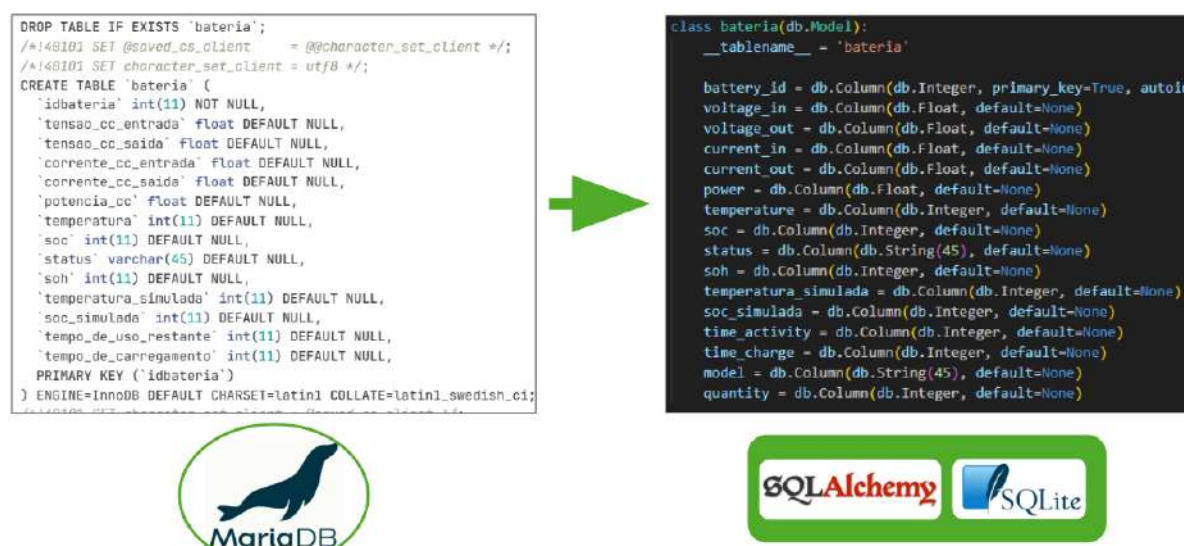 DROP TABLE IF EXISTS `bateria`;
/*!40101 SET @saved_cs_client     = @@character_set_client */;
/*!40101 SET character_set_client = utf8 */;
CREATE TABLE `bateria` (
  `idbateria` int(11) NOT NULL,
  `tensao_cc_entrada` float DEFAULT NULL,
  `tensao_cc_saida` float DEFAULT NULL,
  `corrente_cc_entrada` float DEFAULT NULL,
  `corrente_cc_saida` float DEFAULT NULL,
  `potencia_cc` float DEFAULT NULL,
  `temperatura` int(11) DEFAULT NULL,
  `soc` int(11) DEFAULT NULL,
  `status` varchar(45) DEFAULT NULL,
  `soh` int(11) DEFAULT NULL,
  `temperatura_simulada` int(11) DEFAULT NULL,
  `soc_simulada` int(11) DEFAULT NULL,
  `tempo_de_uso_restante` int(11) DEFAULT NULL,
  `tempo_de_carregamento` int(11) DEFAULT NULL,
  PRIMARY KEY (`idbateria`)
) ENGINE=InnoDB DEFAULT CHARSET=latin1 COLLATE=latin1_swedish_ci;
MariaDB
class bateria(db.Model):
    __tablename__ = 'bateria'
    battery_id = db.Column(db.Integer, primary_key=True,
    voltage_in = db.Column(db.Float, default=None)
    voltage_out = db.Column(db.Float, default=None)
    current_in = db.Column(db.Float, default=None)
    current_out = db.Column(db.Float, default=None)
    power = db.Column(db.Float, default=None)
    temperature = db.Column(db.Integer, default=None)
    soc = db.Column(db.Integer, default=None)
    status = db.Column(db.String(45), default=None)
    soh = db.Column(db.Integer, default=None)
    temperatura_simulada = db.Column(db.Integer, default=None)
    soc_simulada = db.Column(db.Integer, default=None)
    time_activity = db.Column(db.Integer, default=None)
    time_charge = db.Column(db.Integer, default=None)
    model = db.Column(db.String(45), default=None)
    quantity = db.Column(db.Integer, default=None)
SQLAlchemy
SQLite